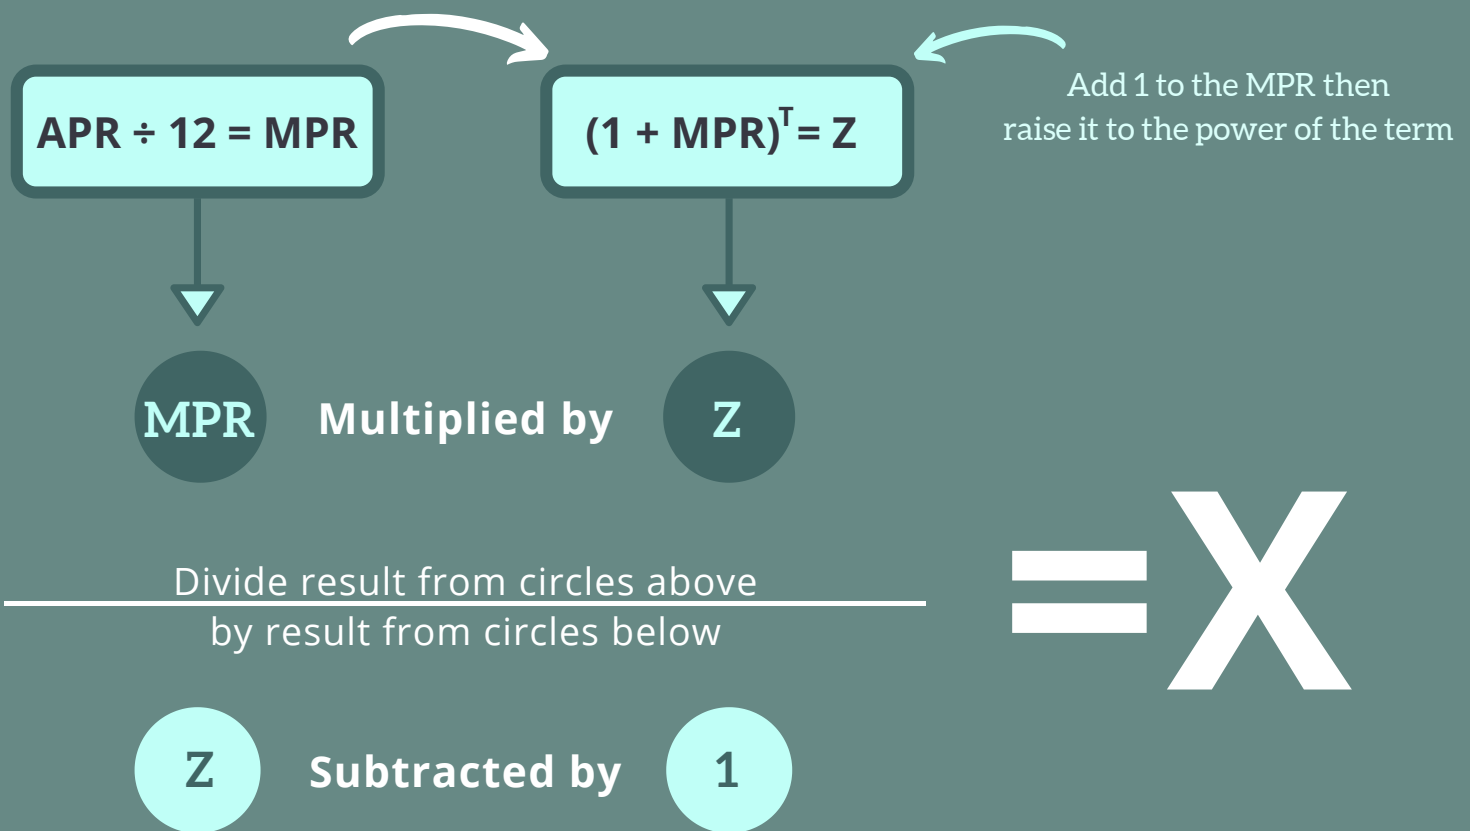 APR ÷ 12 = MPR
(1 + MPR)ᵀ = Z
Add 1 to the MPR then
raise it to the power of the term
MPR Multiplied by Z
Divide result from circles above
by result from circles below
=X
Z Subtracted by 1